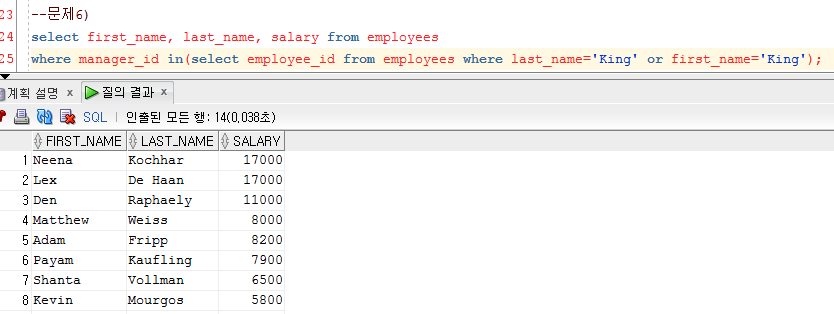 23 --문제6)
24 select first_name, last_name, salary from employees
25 where manager_id in(select employee_id from employees where last_name='King' or first_name='King');
계획 설명 x 질의 결과 x
SQL | 인출된 모든 행: 14(0,038초)
FIRST_NAME LAST_NAME SALARY
1 Neena Kochhar 17000
2 Lex De Haan 17000
3 Den Raphaely 11000
4 Matthew Weiss 8000
5 Adam Fripp 8200
6 Payam Kaufling 7900
7 Shanta Vollman 6500
8 Kevin Mourgos 5800